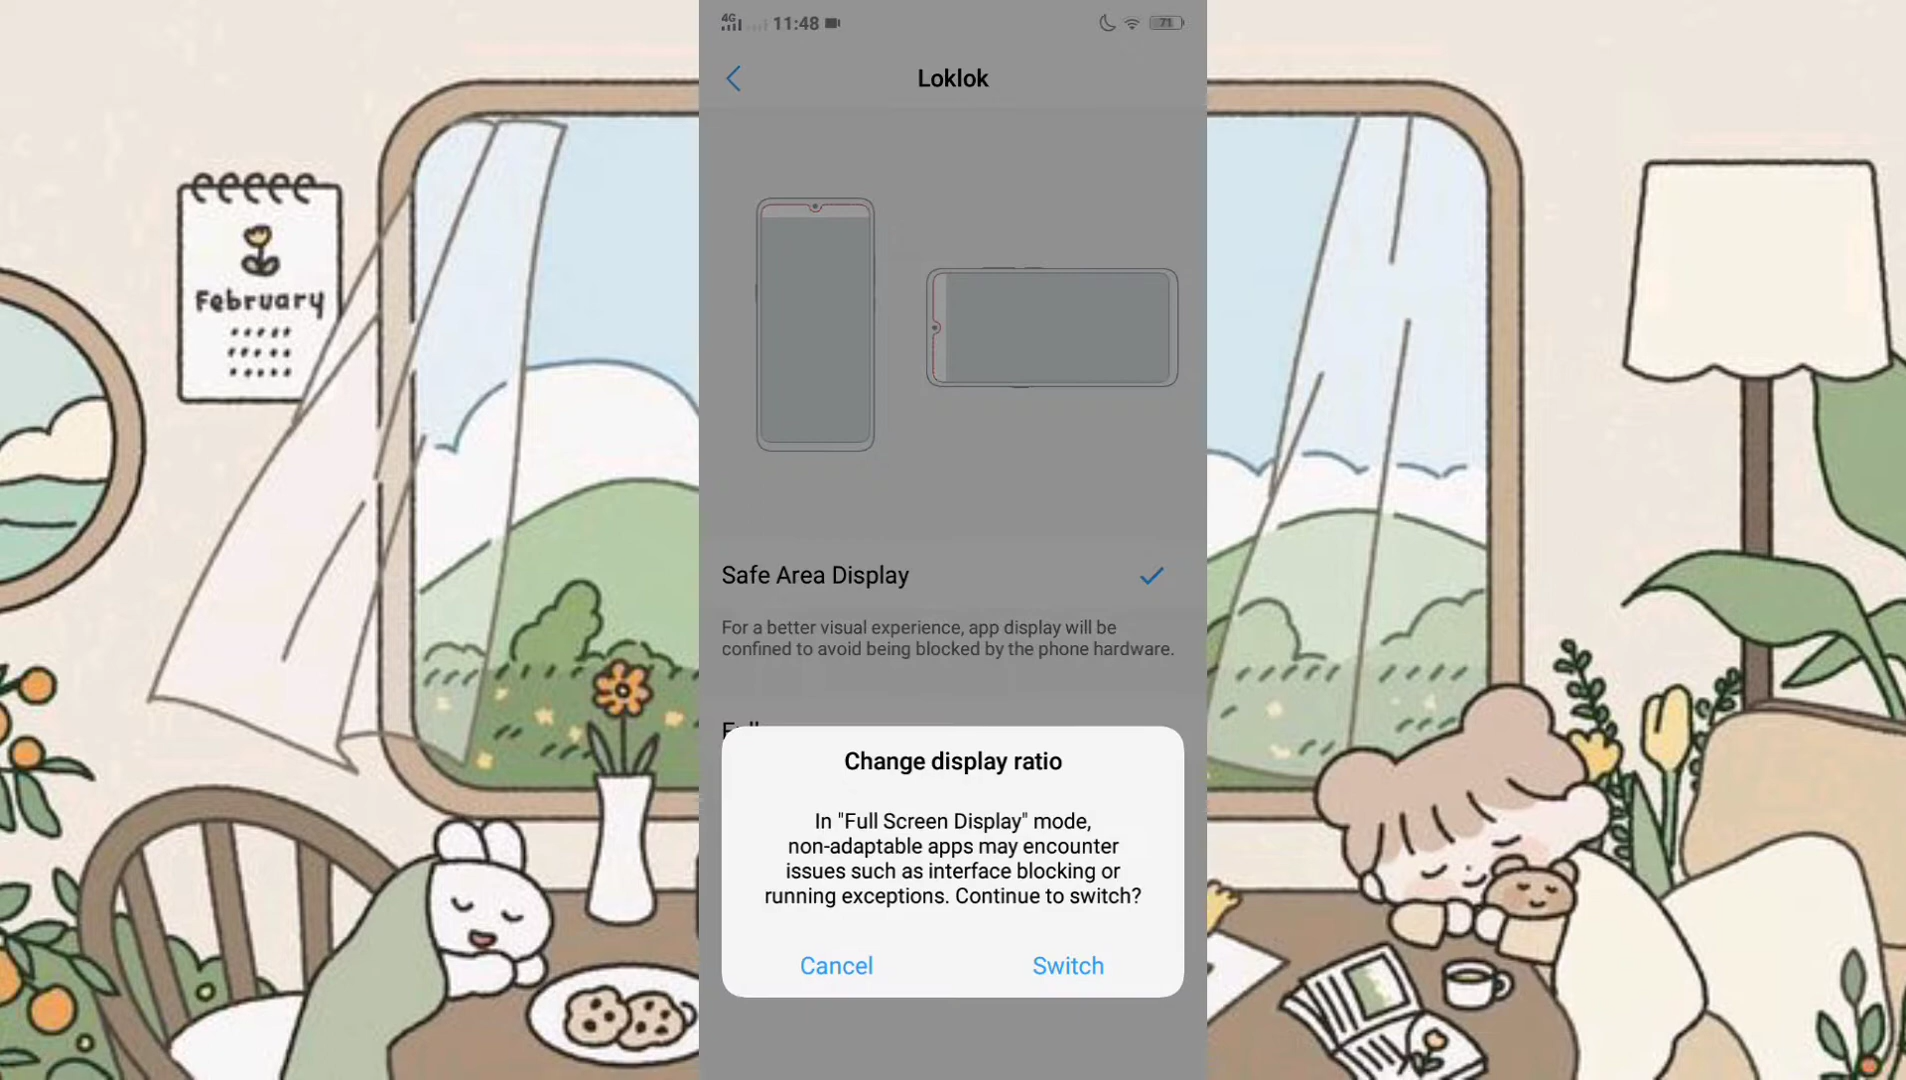 4G 11:48 71
Loklok
February
Safe Area Display
For a better visual experience, app display will be
confined to avoid being blocked by the phone hardware.
Change display ratio
In "Full Screen Display" mode,
non-adaptable apps may encounter
issues such as interface blocking or
running exceptions. Continue to switch?
Cancel Switch